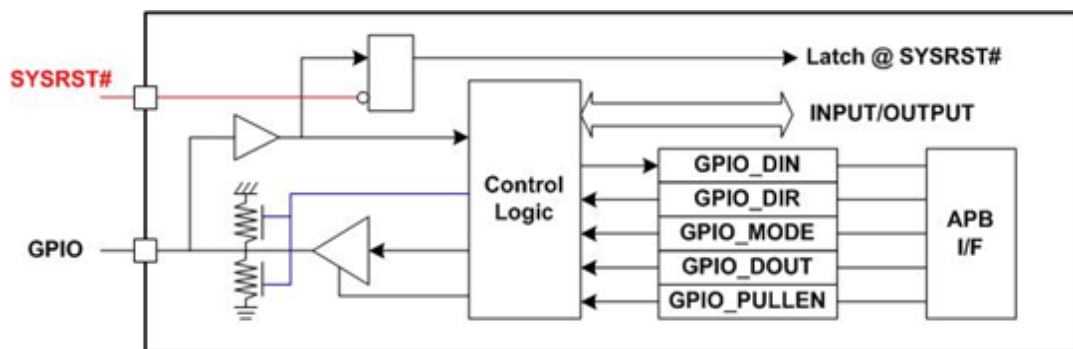 SYSRST#
Latch @ SYSRST#
INPUT/OUTPUT
Control
Logic
GPIO_DIN
GPIO_DIR
GPIO_MODE
GPIO_DOUT
GPIO_PULLEN
APB
I/F
GPIO